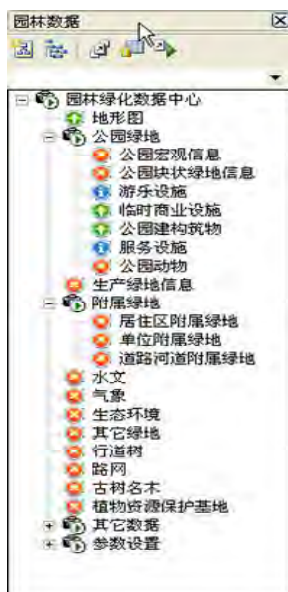 园林数据
园林绿化数据中心
地形图
公园绿地
公园宏观信息
公园块状绿地信息
游乐设施
临时商业设施
公园建构筑物
服务设施
公园动物
生产绿地信息
附属绿地
居住区附属绿地
单位附属绿地
道路河道附属绿地
水文
气象
生态环境
其它绿地
行道树
路网
古树名木
植物资源保护基地
其它数据
参数设置